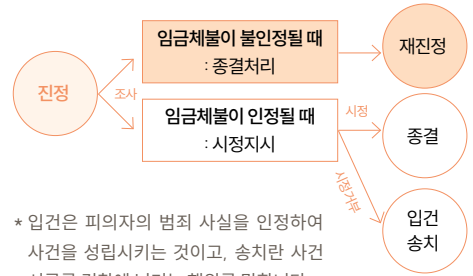 임금체불이 불인정될 때
: 종결처리
재진정
진정
조사
임금체불이 인정될 때
: 시정지시
시정
종결
시정거부
입건
송치
* 입건은 피의자의 범죄 사실을 인정하여
사건을 성립시키는 것이고, 송치란 사건